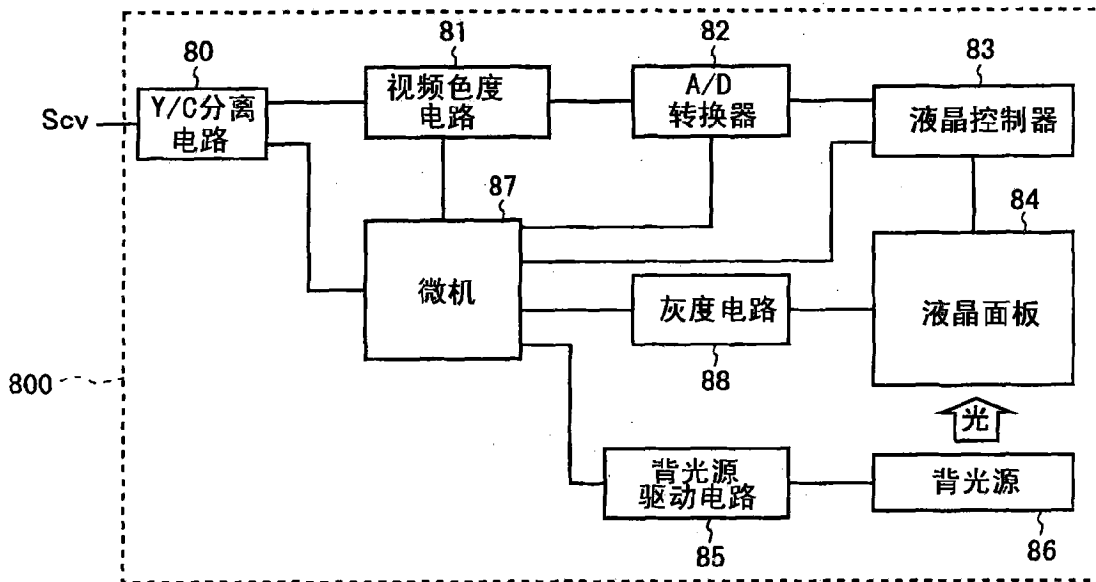 80
81
82
83
Scv
Y/C分离
电路
视频色度
电路
A/D
转换器
液晶控制器
87
84
微机
灰度电路
液晶面板
88
800
光
背光源
驱动电路
背光源
85
86